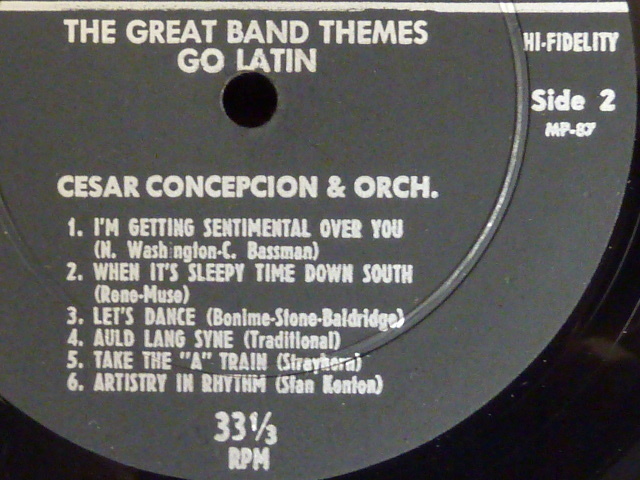 THE GREAT BAND THEMES
GO LATIN
HI-FIDELITY
Side 2
MP-87
CESAR CONCEPCION & ORCH.
1. I'M GETTING SENTIMENTAL OVER YOU
(N. Washington-C. Bassman)
2. WHEN IT'S SLEEPY TIME DOWN SOUTH
(Rene-Muse)
3. LET'S DANCE (Bonime-Stone-Baldridge)
4. AULD LANG SYNE (Traditional)
5. TAKE THE "A" TRAIN (Strayhorn)
6. ARTISTRY IN RHYTHM (Stan Kenton)
33 1/3
RPM